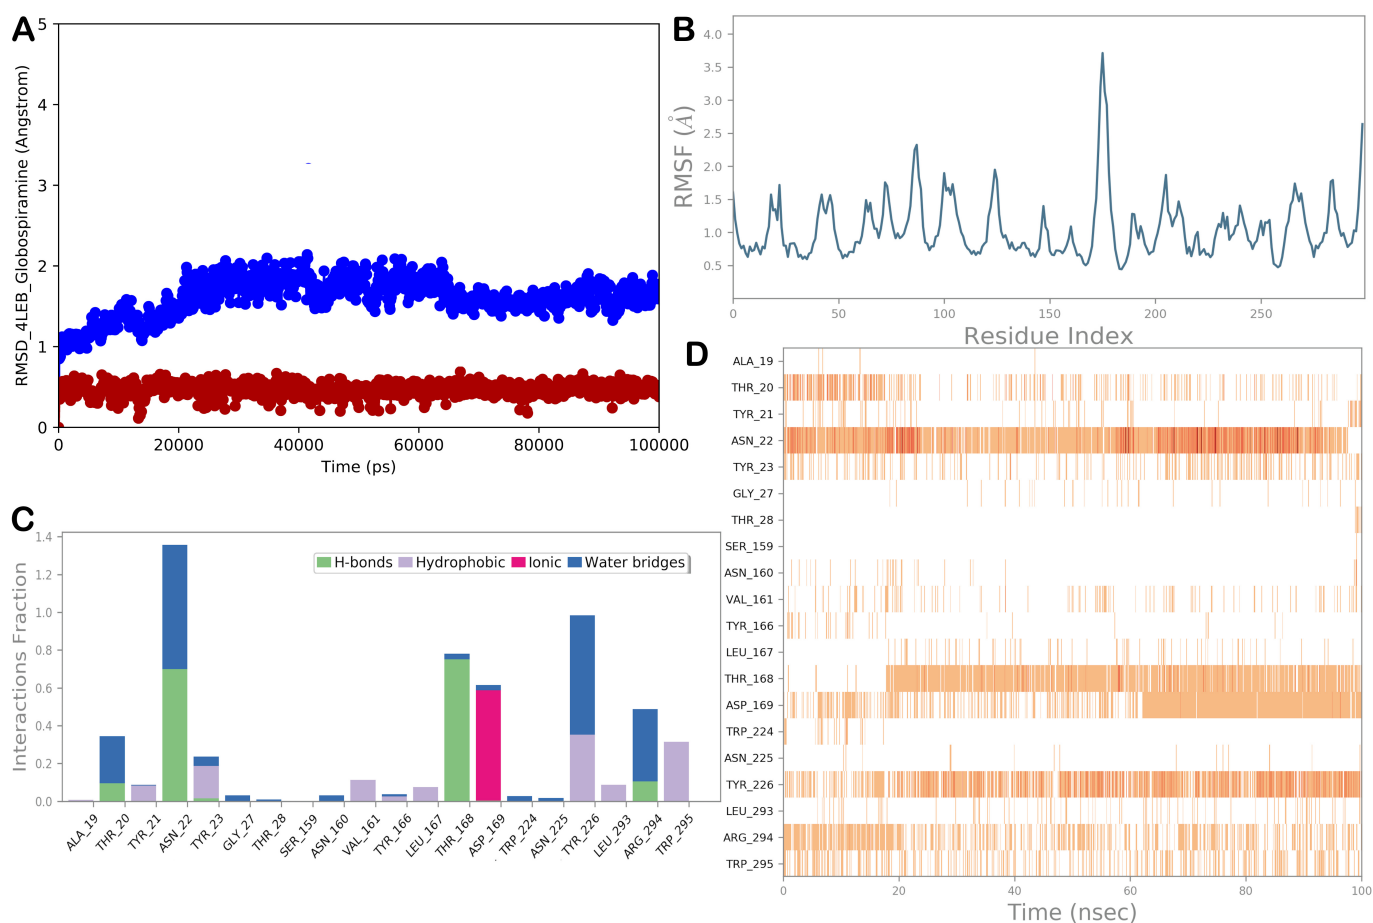 A
RMSD_4LEB_Globospiramine (Angstrom)
5
4
3
2
1
0
0 20000 40000 60000 80000 100000
Time (ps)
B
RMSF (Å)
4.0
3.5
3.0
2.5
2.0
1.5
1.0
0.5
0 50 100 150 200 250
Residue Index
C
Interactions Fraction
1.4
1.2
1.0
0.8
0.6
0.4
0.2
0.0
H-bonds Hydrophobic Ionic Water bridges
ALA_19 THR_20 TYR_21 ASN_22 TYR_23 GLY_27 THR_28 SER_159 ASN_160 VAL_161 TYR_166 LEU_167 THR_168 ASP_169 TRP_224 ASN_225 TYR_226 LEU_293 ARG_294 TRP_295
D
ALA_19
THR_20
TYR_21
ASN_22
TYR_23
GLY_27
THR_28
SER_159
ASN_160
VAL_161
TYR_166
LEU_167
THR_168
ASP_169
TRP_224
ASN_225
TYR_226
LEU_293
ARG_294
TRP_295
0 20 40 60 80 100
Time (nsec)